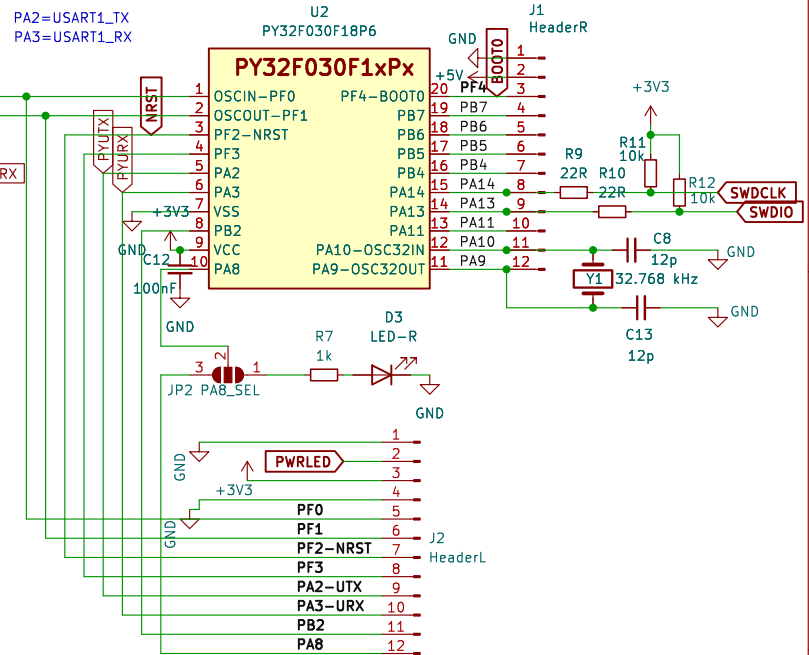 PA2=USART1_TX
PA3=USART1_RX
U2
PY32F030F18P6
J1
HeaderR
PY32F030F1xPx
1 OSCIN-PF0
2 OSCOUT-PF1
3 PF2-NRST
4 PF3
5 PA2
6 PA3
7 VSS
8 PB2
9 VCC
10 PA8
PF4-BOOT0 20
PB7 19
PB6 18
PB5 17
PB4 16
PA14 15
PA13 14
PA11 13
PA10-OSC32IN 12
PA9-OSC32OUT 11
NRST
PYUTX
PYURX
RX
+3V3
GND
C12
100nF
GND
GND
+5V
BOOT0
1
2
PF4 3
PB7 4
PB6 5
PB5 6
PB4 7
PA14 8
PA13 9
PA11 10
PA10 11
PA9 12
+3V3
R11
10k
R9
22R
R10
22R
R12
10k
SWDCLK
SWDIO
C8
12p
GND
Y1
32.768 kHz
C13
12p
GND
D3
LED-R
R7
1k
3
2
1
JP2 PA8_SEL
GND
GND
PWRLED
+3V3
GND
1
2
3
4
PF0 5
PF1 6
PF2-NRST 7
PF3 8
PA2-UTX 9
PA3-URX 10
PB2 11
PA8 12
J2
HeaderL